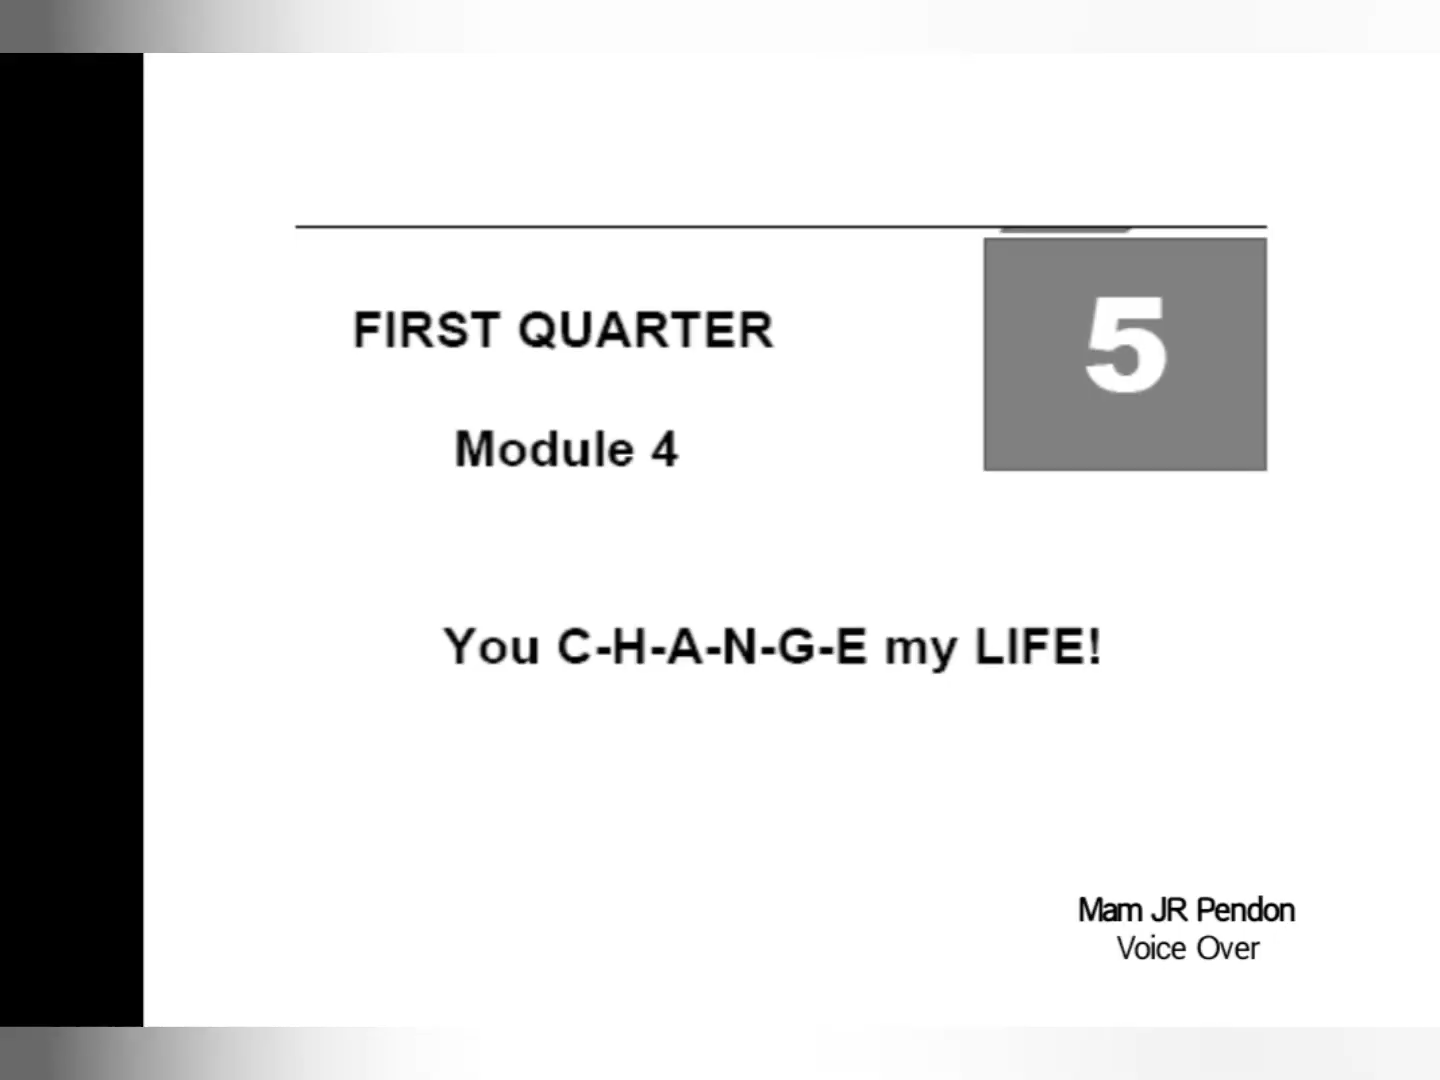 FIRST QUARTER
5
Module 4
You C-H-A-N-G-E my LIFE!
Mam JR Pendon
Voice Over